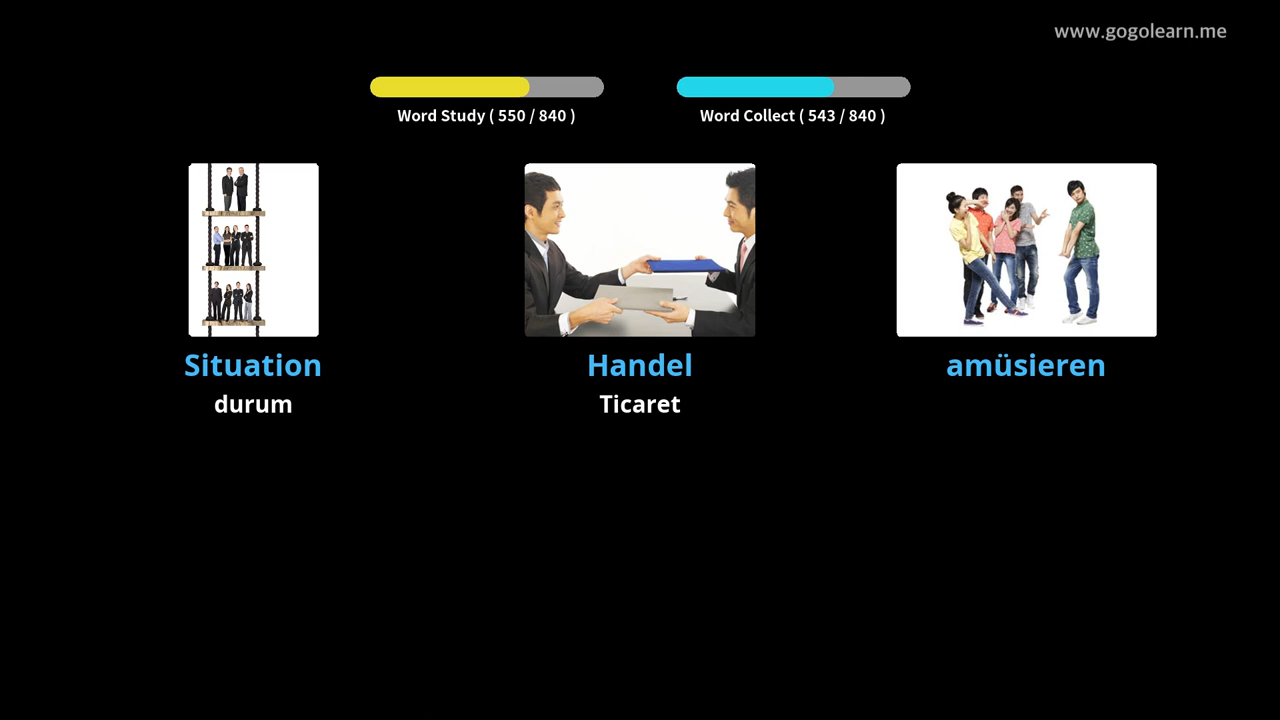 www.gogolearn.me
Word Study ( 550 / 840 )
Word Collect ( 543 / 840 )
Situation
Handel
amüsieren
durum
Ticaret